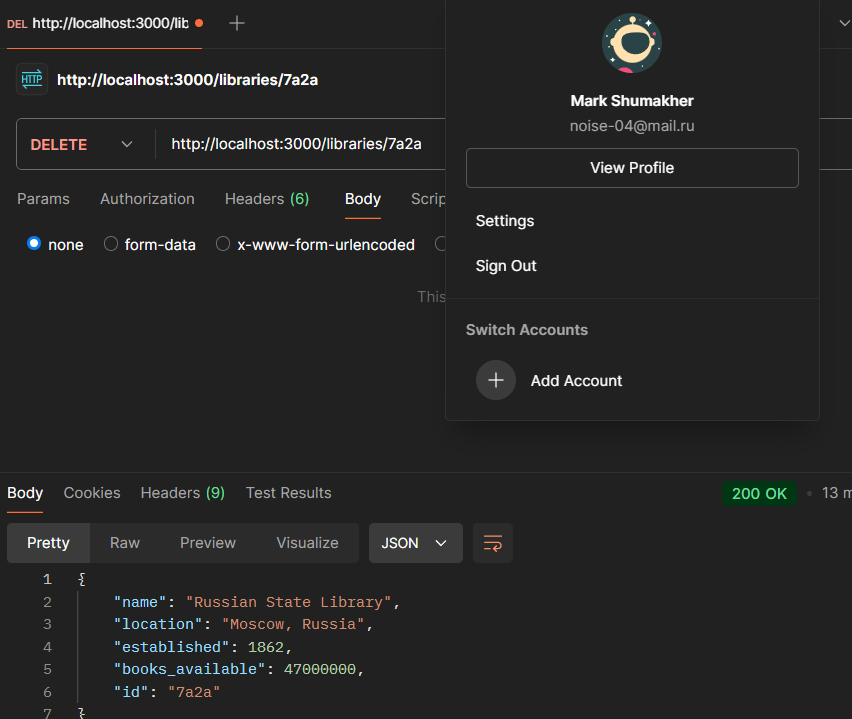 DEL http://localhost:3000/lib
HTTP http://localhost:3000/libraries/7a2a
DELETE http://localhost:3000/libraries/7a2a
Params Authorization Headers (6) Body Scrip
none form-data x-www-form-urlencoded
This
Mark Shumakher
noise-04@mail.ru
View Profile
Settings
Sign Out
Switch Accounts
Add Account
Body Cookies Headers (9) Test Results 200 OK • 13 m
Pretty Raw Preview Visualize JSON
1 {
2 "name": "Russian State Library",
3 "location": "Moscow, Russia",
4 "established": 1862,
5 "books_available": 47000000,
6 "id": "7a2a"
7 }